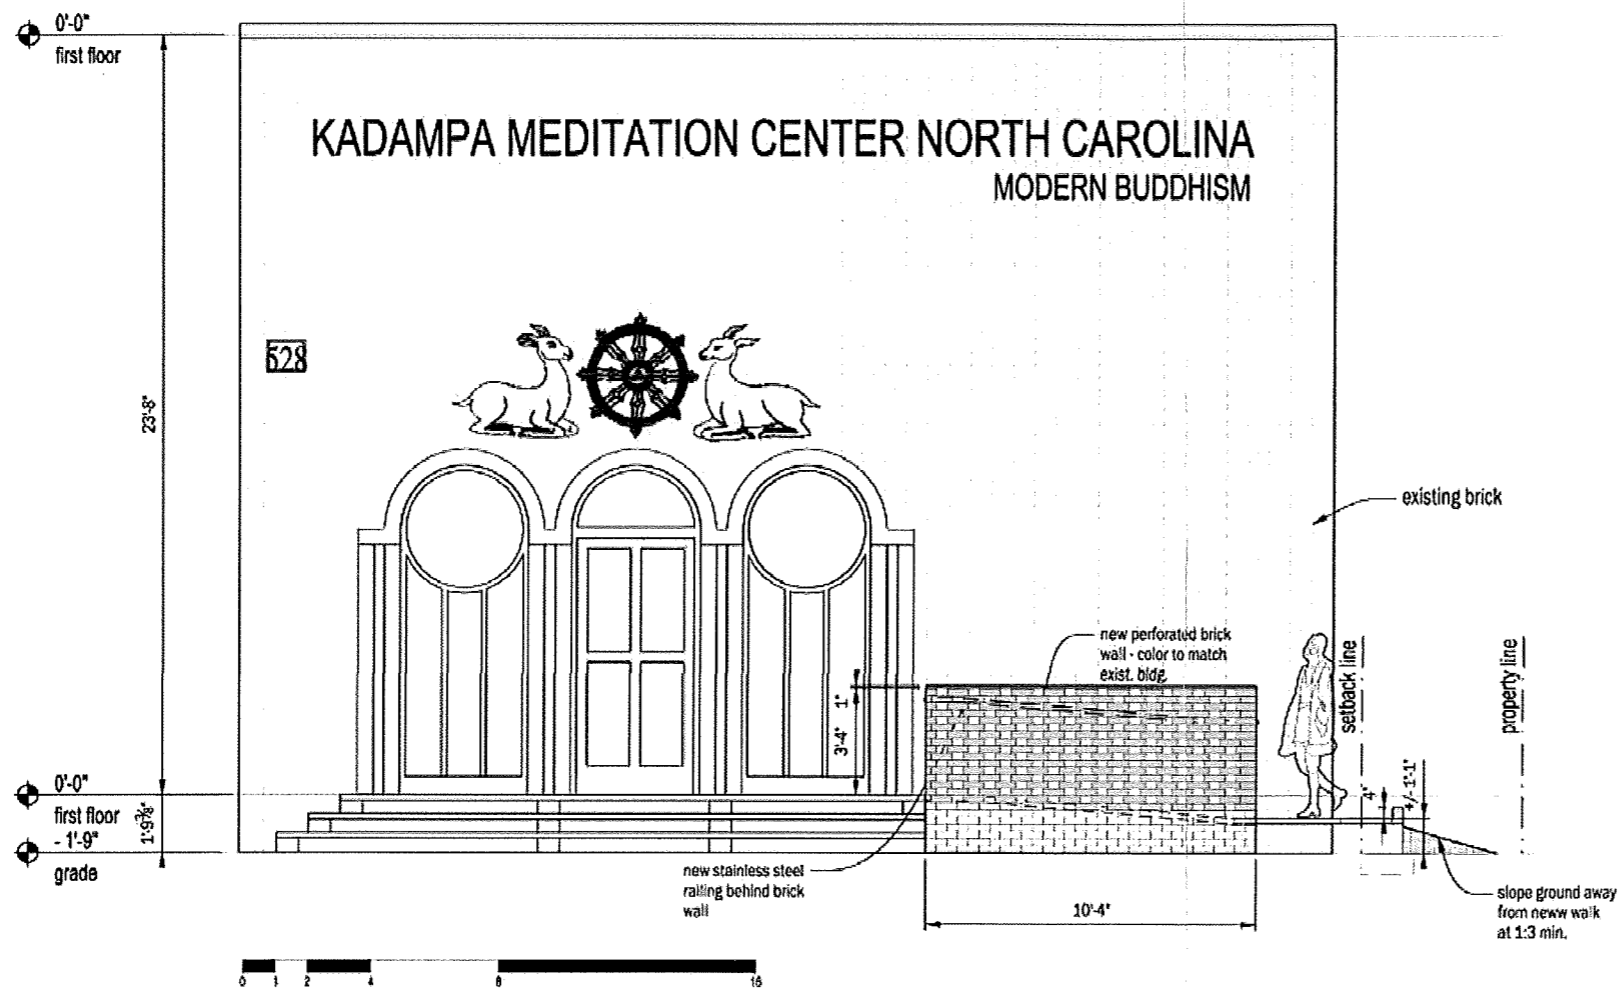 0'-0"
first floor
KADAMPA MEDITATION CENTER NORTH CAROLINA
MODERN BUDDHISM
528
23'-8"
existing brick
new perforated brick
wall - color to match
exist. bldg.
setback line
property line
1"
3'-4"
4"
+/-1'-1"
0'-0"
first floor
- 1'-9"
grade
1'-9⅜"
new stainless steel
railing behind brick
wall
10'-4"
slope ground away
from neww walk
at 1:3 min.
0 1 2 4 8 16